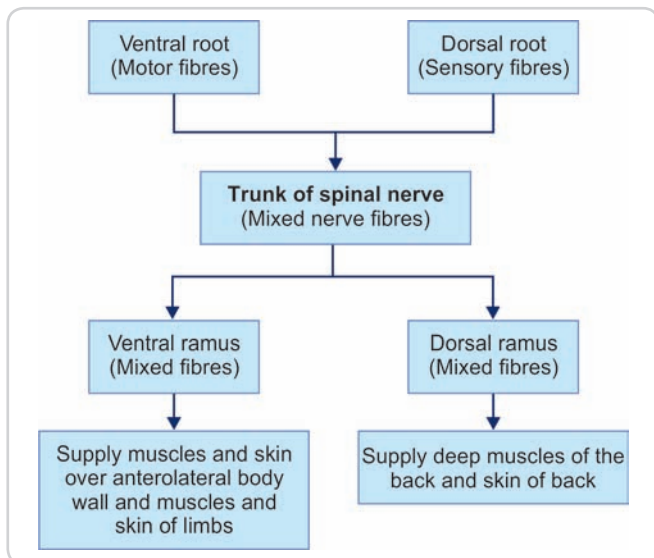 Ventral root
(Motor fibres)
Dorsal root
(Sensory fibres)
Trunk of spinal nerve
(Mixed nerve fibres)
Ventral ramus
(Mixed fibres)
Dorsal ramus
(Mixed fibres)
Supply muscles and skin
over anterolateral body
wall and muscles and
skin of limbs
Supply deep muscles of the
back and skin of back